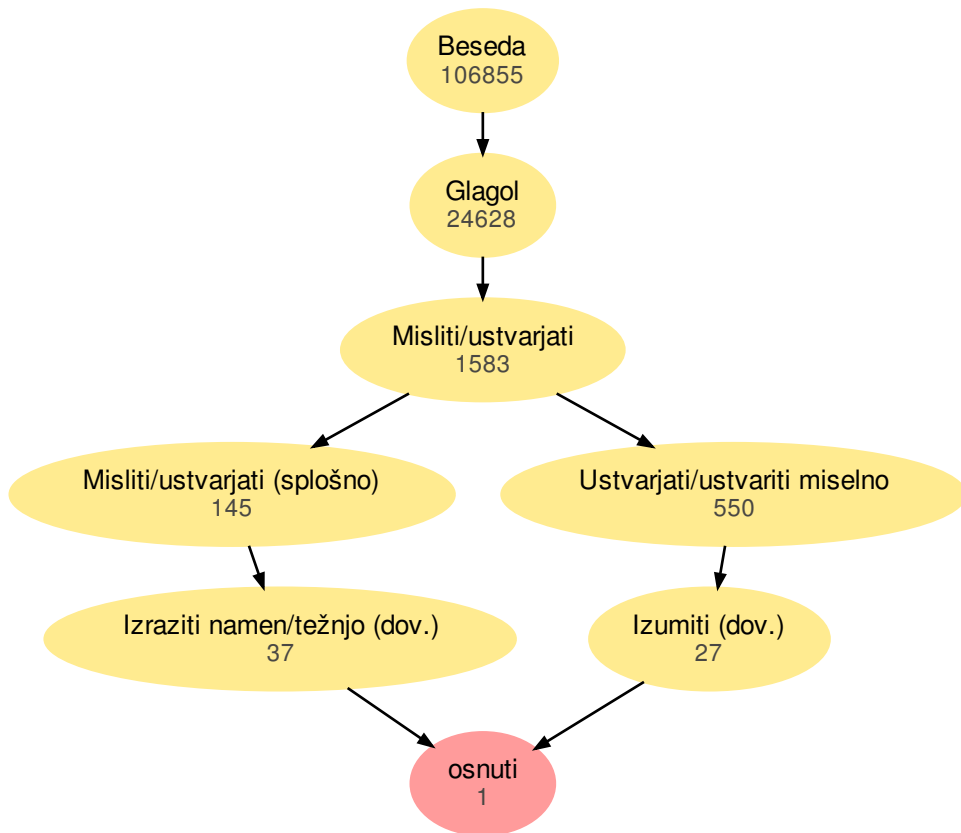 Beseda
106855
Glagol
24628
Misliti/ustvarjati
1583
Misliti/ustvarjati (splošno)
145
Ustvarjati/ustvariti miselno
550
Izraziti namen/težnjo (dov.)
37
Izumiti (dov.)
27
osnuti
1